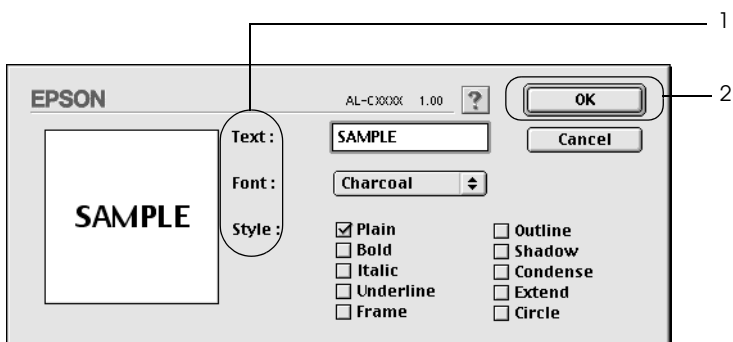 1
EPSON AL-CXXXX 1.00 ? OK 2
Text : SAMPLE Cancel
Font : Charcoal
SAMPLE
Style : Plain Outline
Bold Shadow
Italic Condense
Underline Extend
Frame Circle